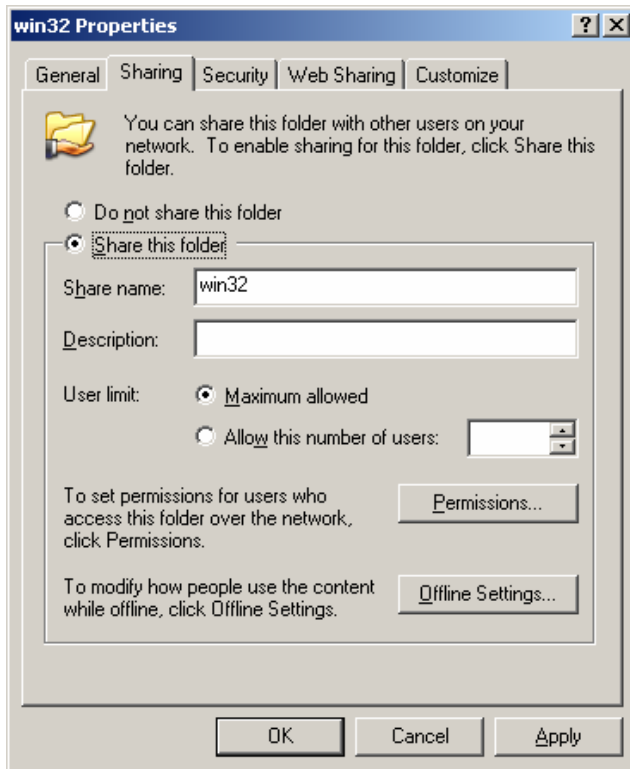 win32 Properties
General Sharing Security Web Sharing Customize
You can share this folder with other users on your
network. To enable sharing for this folder, click Share this
folder.
Do not share this folder
Share this folder
Share name: win32
Description:
User limit: Maximum allowed
Allow this number of users:
To set permissions for users who
access this folder over the network,
click Permissions.
Permissions...
To modify how people use the content
while offline, click Offline Settings.
Offline Settings...
OK Cancel Apply